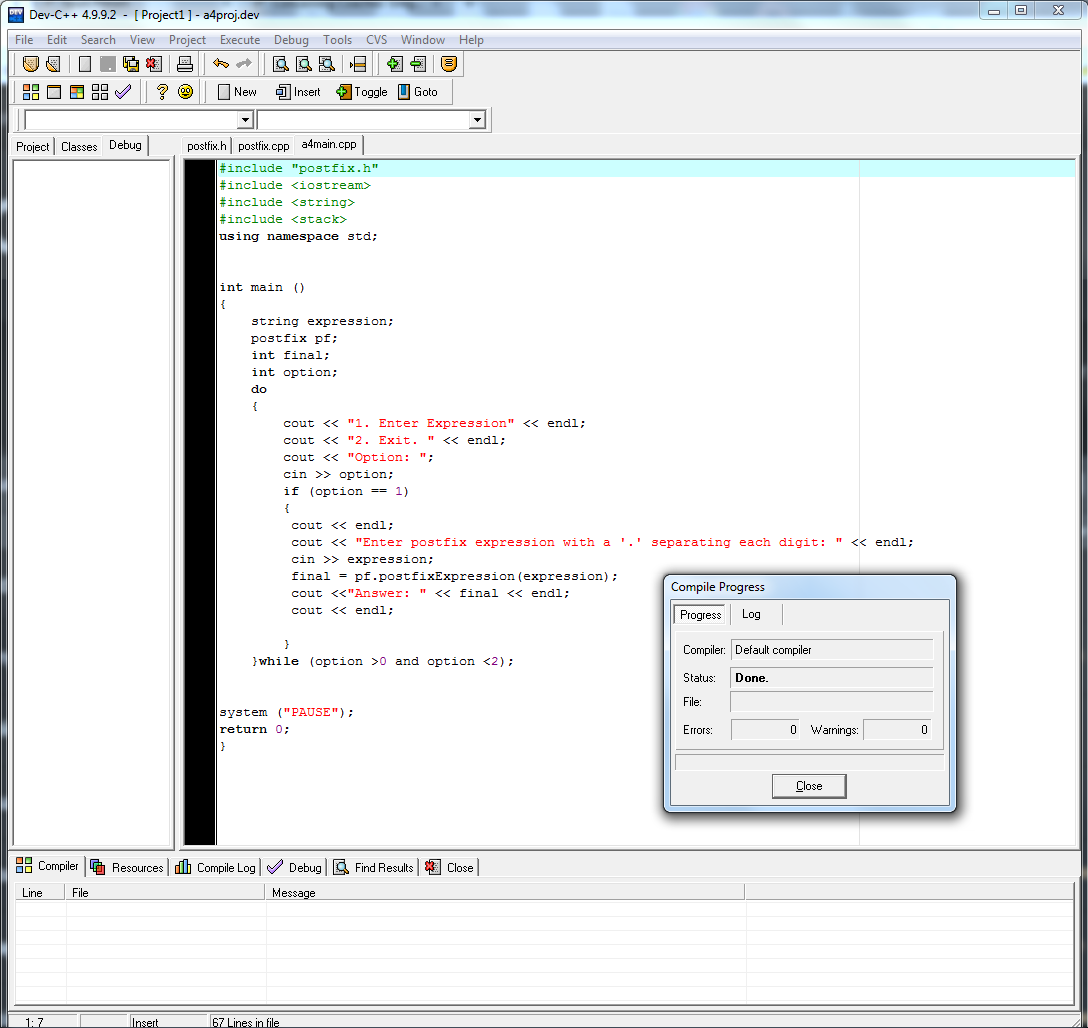 Dev-C++ 4.9.9.2 - [ Project1 ] - a4proj.dev
File Edit Search View Project Execute Debug Tools CVS Window Help
New Insert Toggle Goto
Project Classes Debug
postfix.h postfix.cpp a4main.cpp
#include "postfix.h"
#include <iostream>
#include <string>
#include <stack>
using namespace std;
int main ()
{
string expression;
postfix pf;
int final;
int option;
do
{
cout << "1. Enter Expression" << endl;
cout << "2. Exit. " << endl;
cout << "Option: ";
cin >> option;
if (option == 1)
{
cout << endl;
cout << "Enter postfix expression with a '.' separating each digit: " << endl;
cin >> expression;
final = pf.postfixExpression(expression);
cout <<"Answer: " << final << endl;
cout << endl;
}
}while (option >0 and option <2);
system ("PAUSE");
return 0;
}
Compile Progress
Progress Log
Compiler: Default compiler
Status: Done.
File:
Errors: 0 Warnings: 0
Close
Compiler Resources Compile Log Debug Find Results Close
Line File Message
1: 7 Insert 67 Lines in file